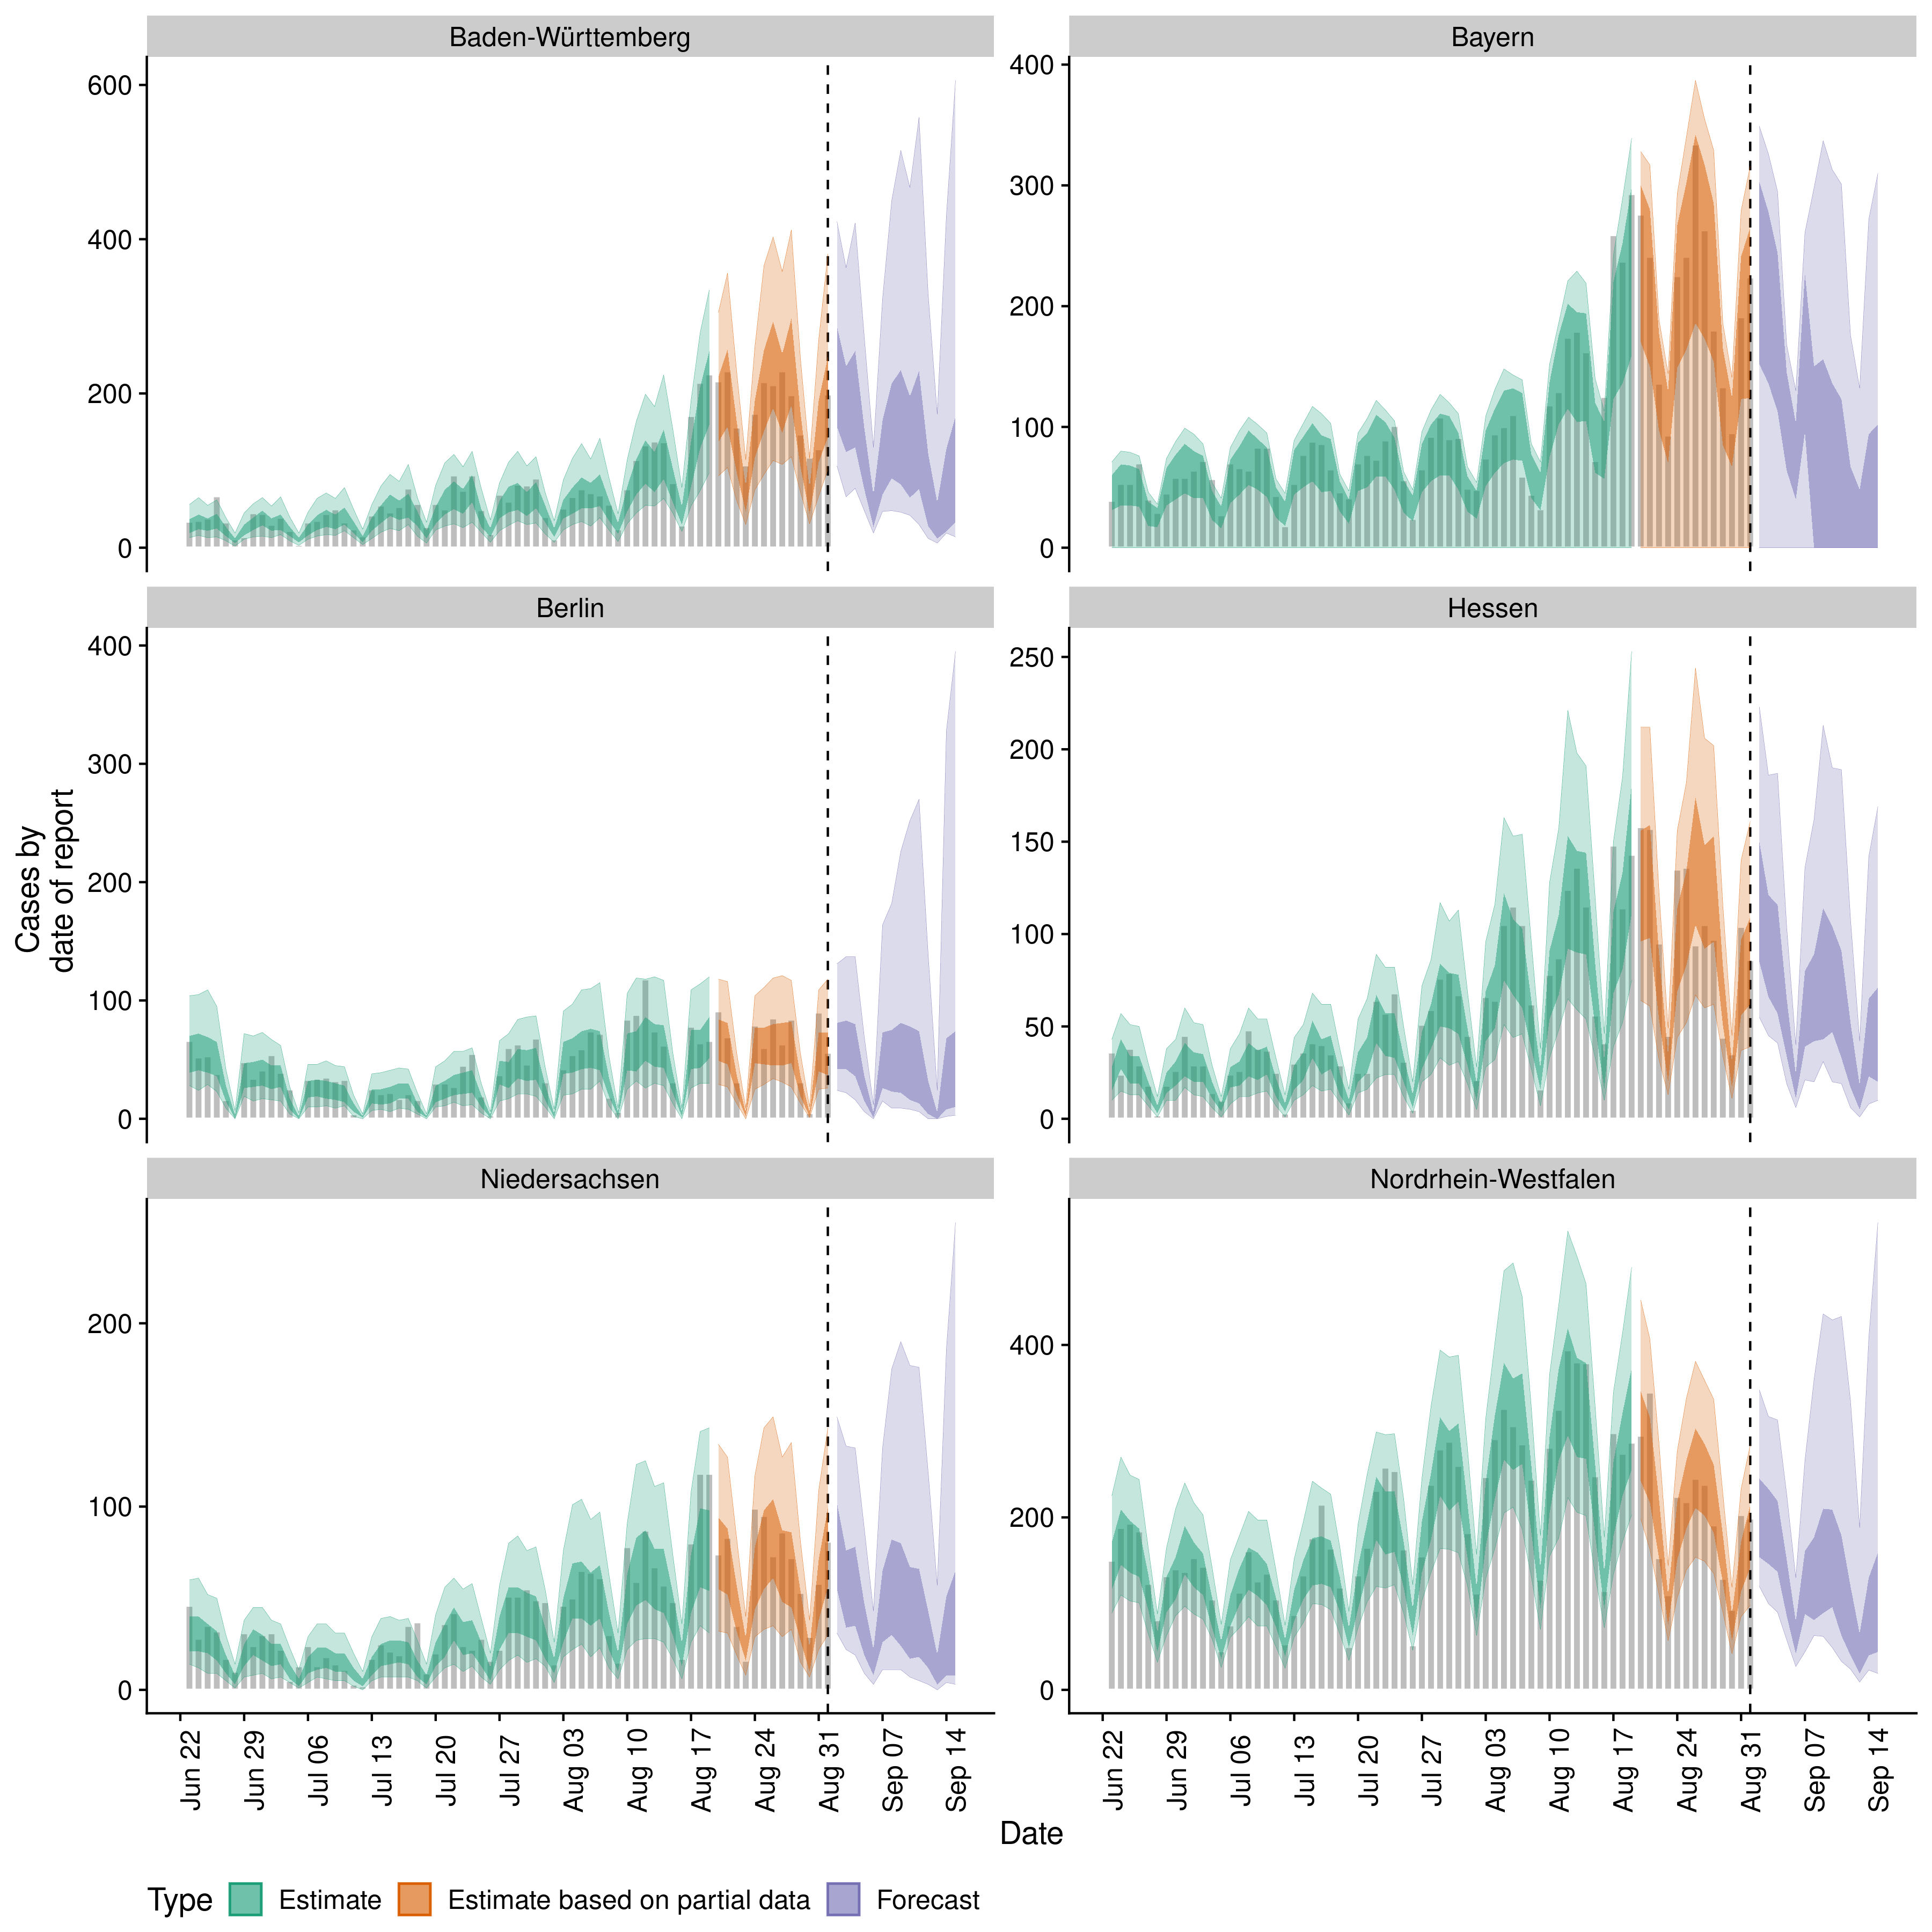 Baden-Württemberg
Bayern
600
400
200
0
400
300
200
100
0
Berlin
Hessen
400
300
200
100
0
250
200
150
100
50
0
Cases by
date of report
Niedersachsen
Nordrhein-Westfalen
200
100
0
400
200
0
Jun 22
Jun 29
Jul 06
Jul 13
Jul 20
Jul 27
Aug 03
Aug 10
Aug 17
Aug 24
Aug 31
Sep 07
Sep 14
Jun 22
Jun 29
Jul 06
Jul 13
Jul 20
Jul 27
Aug 03
Aug 10
Aug 17
Aug 24
Aug 31
Sep 07
Sep 14
Date
Type Estimate Estimate based on partial data Forecast